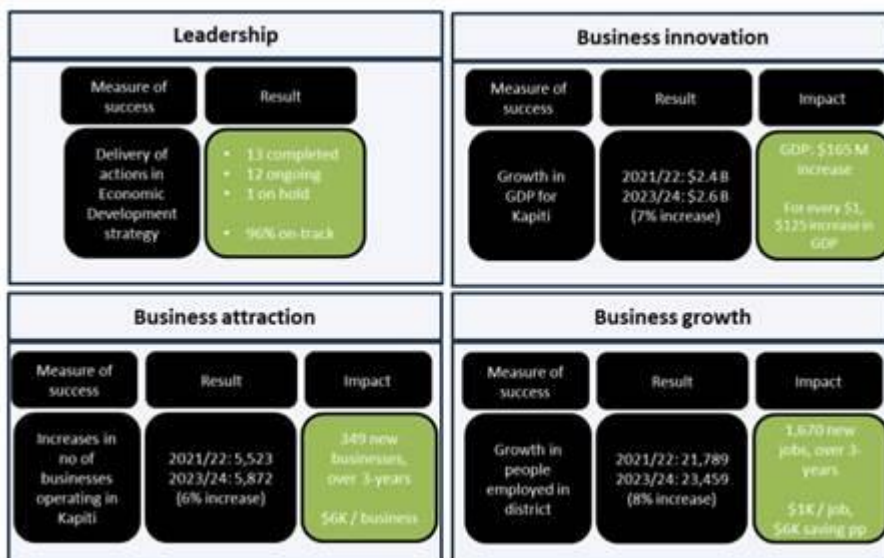 Leadership
Measure of
success
Result
Delivery of
actions in
Economic
Development
strategy
• 13 completed
• 12 ongoing
• 1 on hold
• 96% on-track
Business innovation
Measure of
success
Result
Impact
Growth in
GDP for
Kapiti
2021/22: $2.4 B
2023/24: $2.6 B
(7% increase)
GDP: $165 M
increase
For every $1,
$125 increase in
GDP
Business attraction
Measure of
success
Result
Impact
Increases in
no of
businesses
operating in
Kapiti
2021/22: 5,523
2023/24: 5,872
(6% increase)
349 new
businesses,
over 3-years
$6K / business
Business growth
Measure of
success
Result
Impact
Growth in
people
employed in
district
2021/22: 21,789
2023/24: 23,459
(8% increase)
1,670 new
jobs, over 3-
years
$1K / job,
$6K saving pp